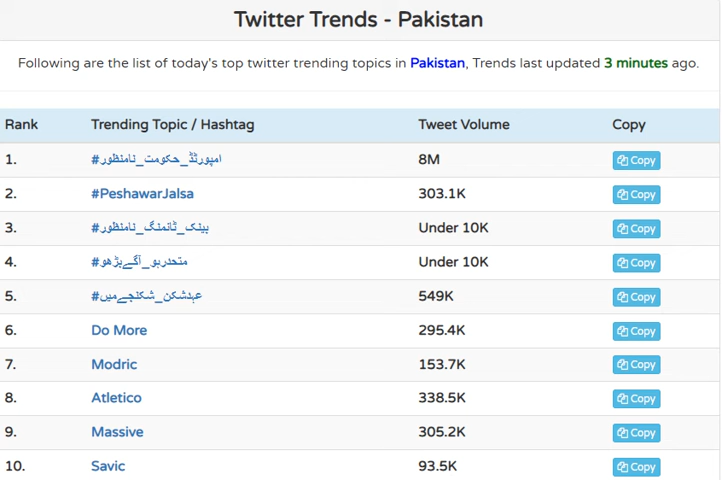 Twitter Trends - Pakistan
Following are the list of today's top twitter trending topics in Pakistan, Trends last updated 3 minutes ago.
Rank Trending Topic / Hashtag Tweet Volume Copy
1. #امپورٹڈ_حکومت_نامنظور 8M Copy
2. #PeshawarJalsa 303.1K Copy
3. #بینک_ٹائمنگ_نامنظور Under 10K Copy
4. #متحدرہو_آگےبڑھو Under 10K Copy
5. #عہدشکن_شکنجےمیں 549K Copy
6. Do More 295.4K Copy
7. Modric 153.7K Copy
8. Atletico 338.5K Copy
9. Massive 305.2K Copy
10. Savic 93.5K Copy